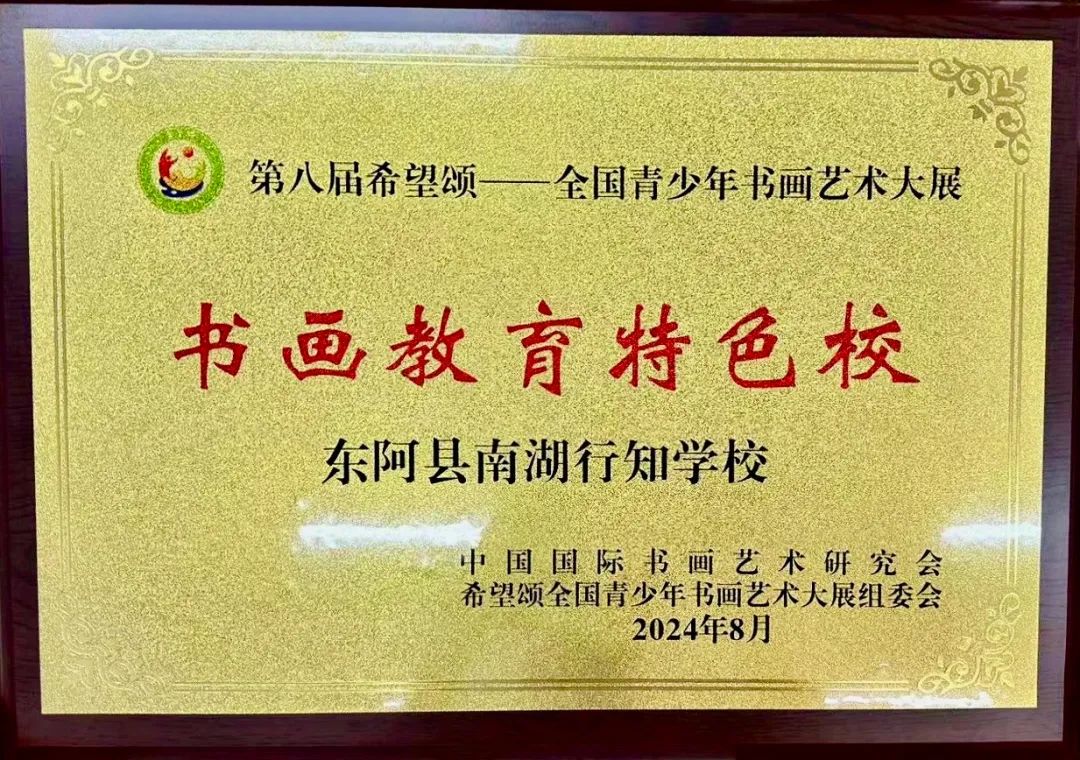 第八届希望颂——全国青少年书画艺术大展
书画教育特色校
东阿县南湖行知学校
中国国际书画艺术研究会
希望颂全国青少年书画艺术大展组委会
2024年8月